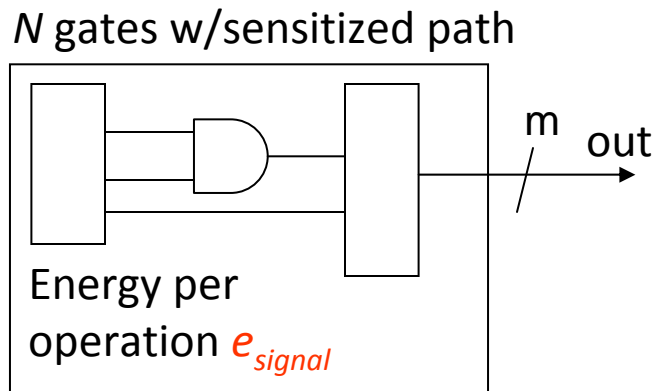 N gates w/sensitized path
m
out
Energy per
operation e_signal